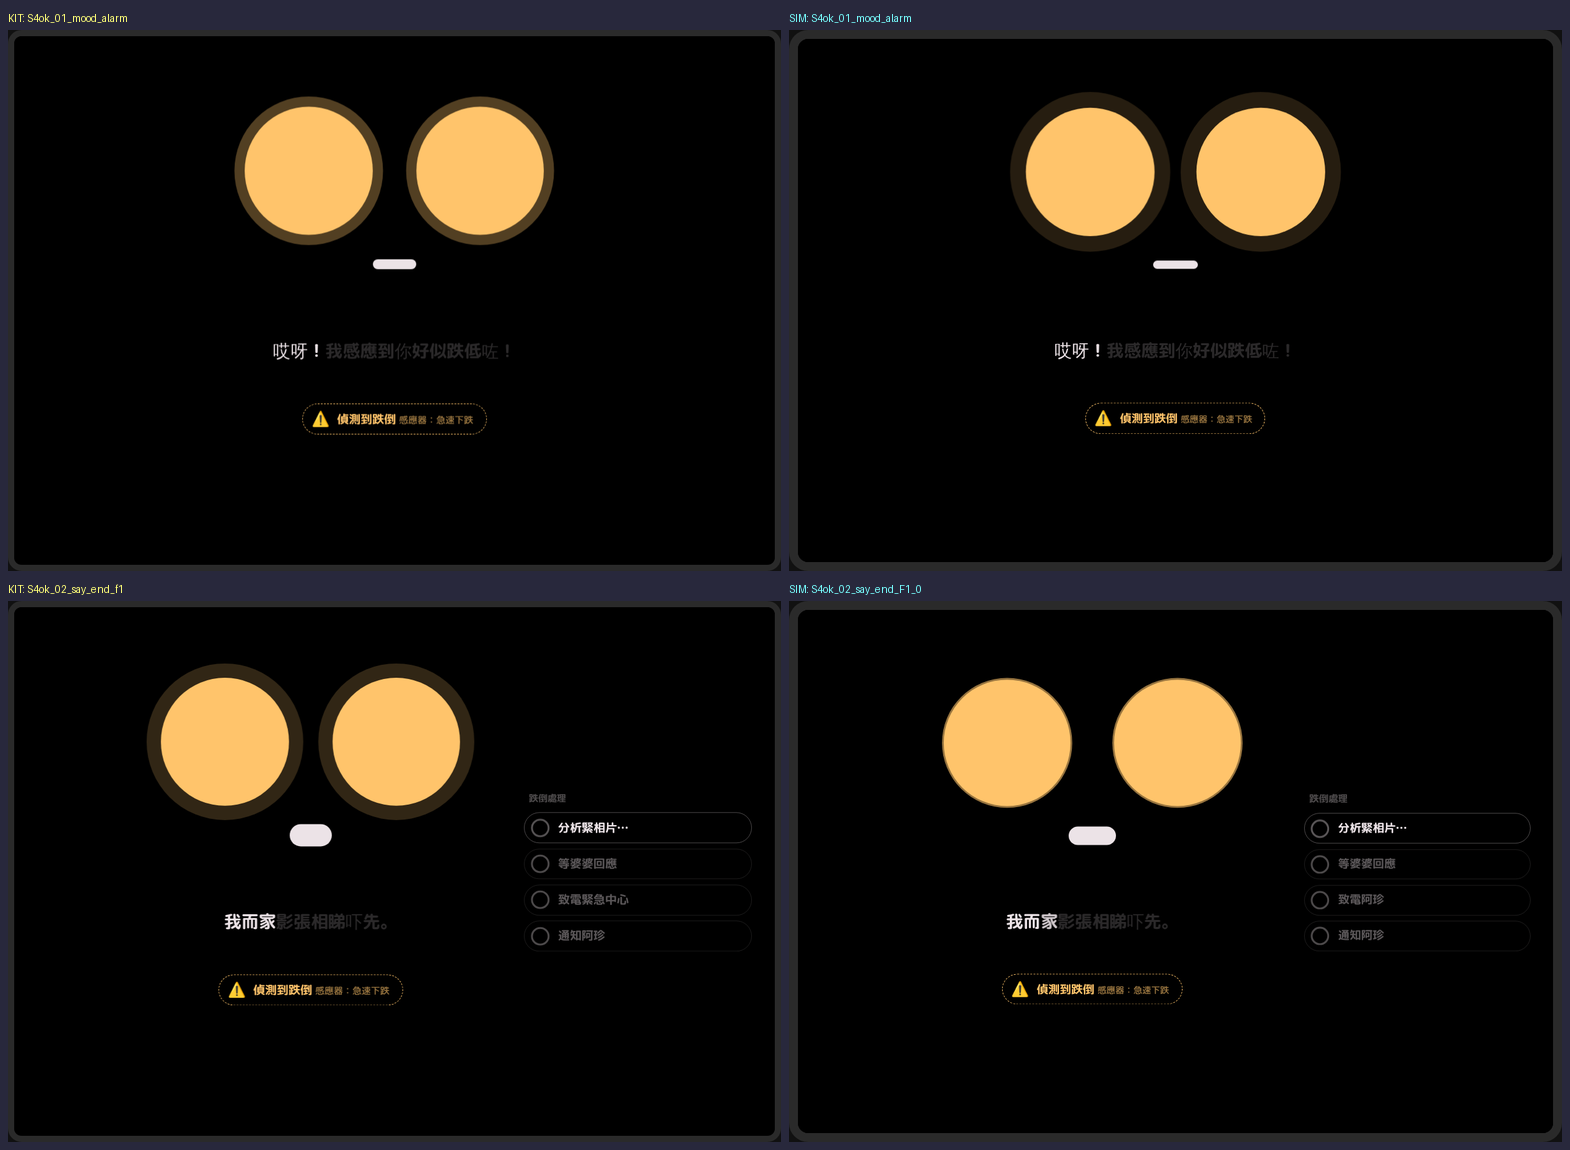 KIT: S4ok_01_mood_alarm
哎呀！我感應到你好似跌低咗！
偵測到跌倒 感應器：急速下跌
SIM: S4ok_01_mood_alarm
哎呀！我感應到你好似跌低咗！
偵測到跌倒 感應器：急速下跌
KIT: S4ok_02_say_end_f1
跌倒處理
分析緊相片…
等婆婆回應
致電緊急中心
通知阿珍
我而家影張相睇吓先。
偵測到跌倒 感應器：急速下跌
SIM: S4ok_02_say_end_F1_0
跌倒處理
分析緊相片…
等婆婆回應
致電阿珍
通知阿珍
我而家影張相睇吓先。
偵測到跌倒 感應器：急速下跌